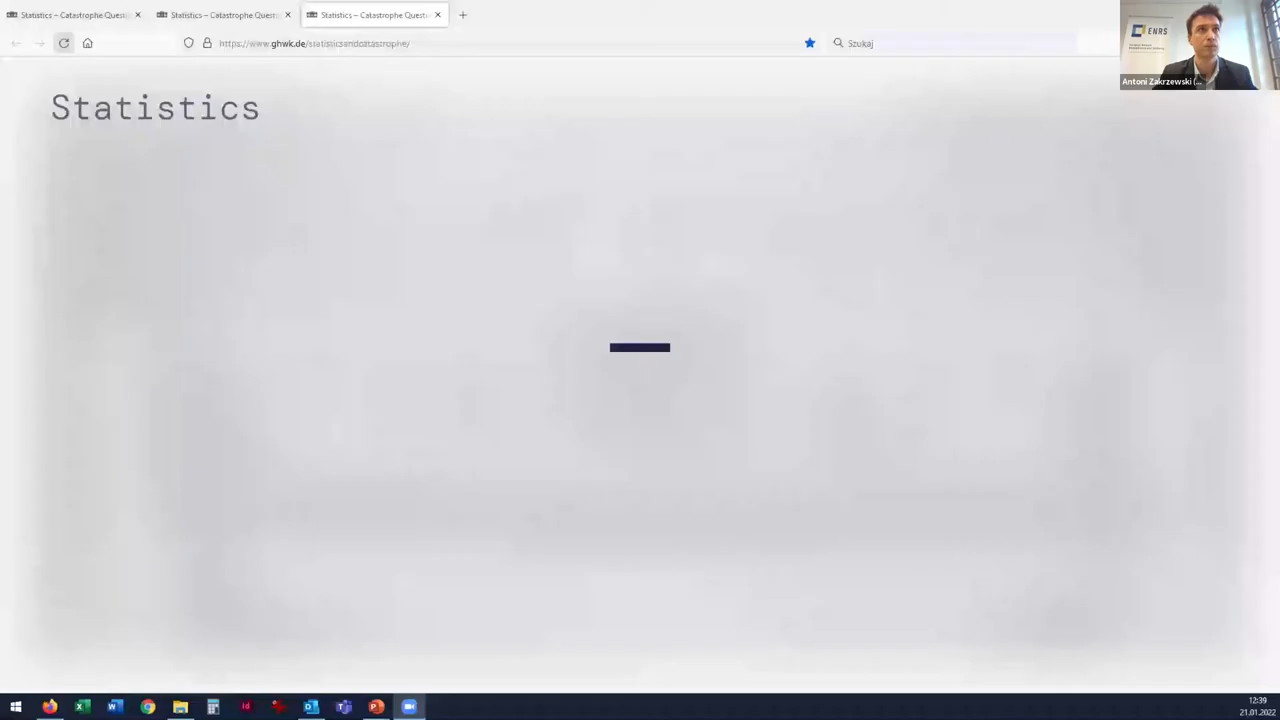 Statistics – Catastrophe Questi
Statistics – Catastrophe Questi
Statistics – Catastrophe Questi
https://www.ghwk.de/statisticsandcatastrophe/
Szukaj
ENRS
Antoni Zakrzewski (...
Statistics
12:39
21.01.2022